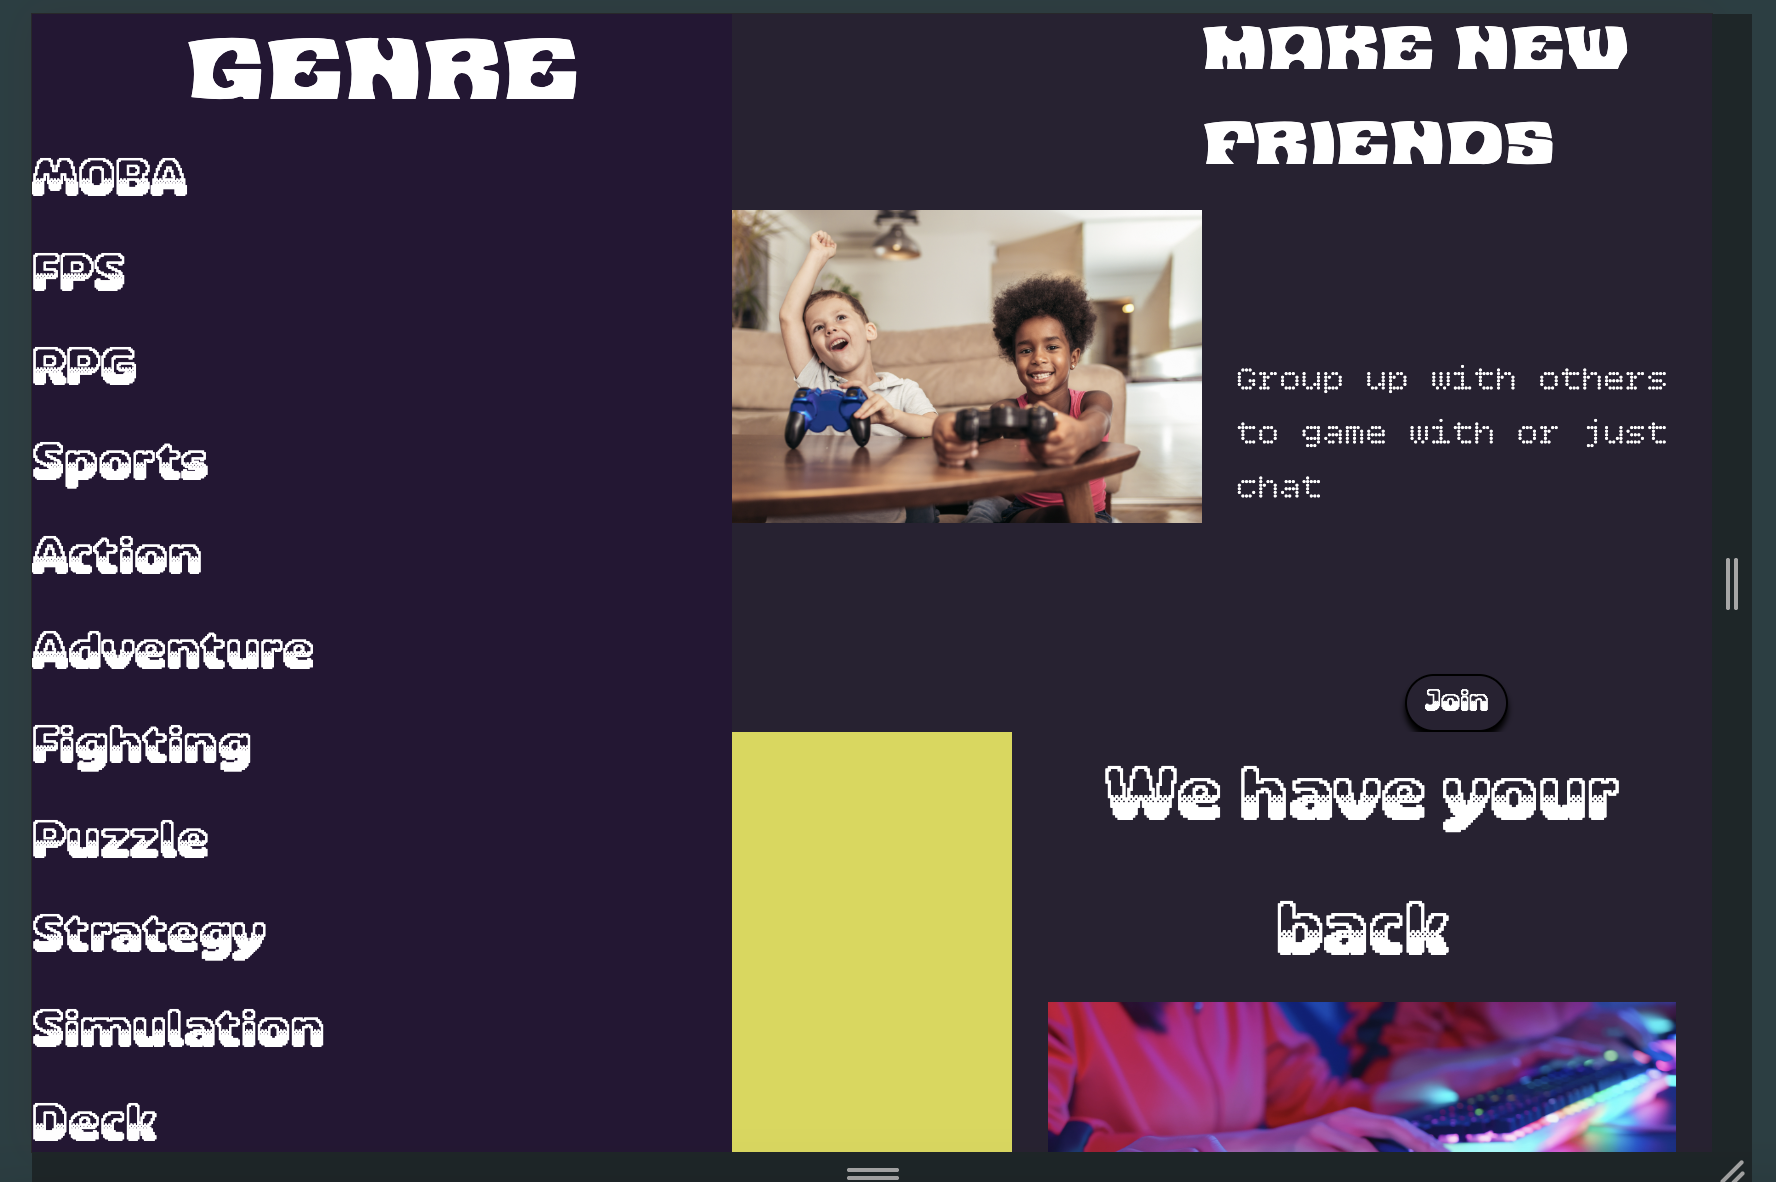 GENRE
MOBA
FPS
RPG
Sports
Action
Adventure
Fighting
Puzzle
Strategy
Simulation
Deck
MAKE NEW
FRIENDS
Group up with others
to game with or just
chat
Join
We have your
back